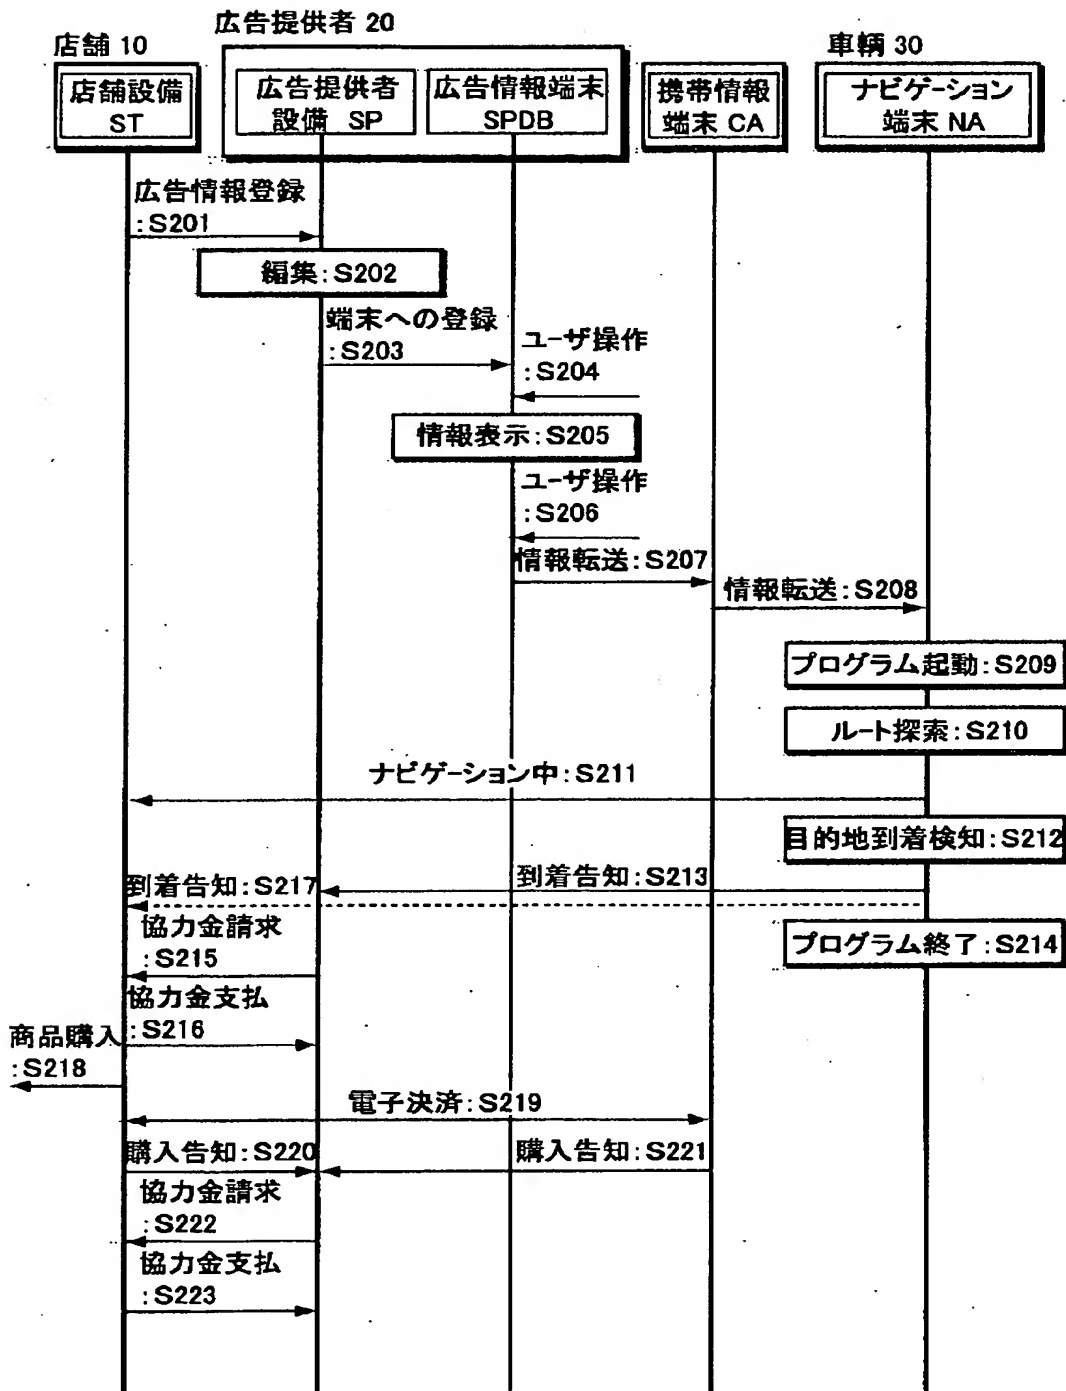 広告提供者 20
店舗 10
車輌 30
店舗設備
ST
広告提供者
設備 SP
広告情報端末
SPDB
携帯情報
端末 CA
ナビゲーション
端末 NA
広告情報登録
:S201
編集:S202
端末への登録
:S203
ユーザ操作
:S204
情報表示:S205
ユーザ操作
:S206
情報転送:S207
情報転送:S208
プログラム起動:S209
ルート探索:S210
ナビゲーション中:S211
目的地到着検知:S212
到着告知:S217
到着告知:S213
協力金請求
:S215
プログラム終了:S214
協力金支払
:S216
商品購入
:S218
電子決済:S219
購入告知:S220
購入告知:S221
協力金請求
:S222
協力金支払
:S223